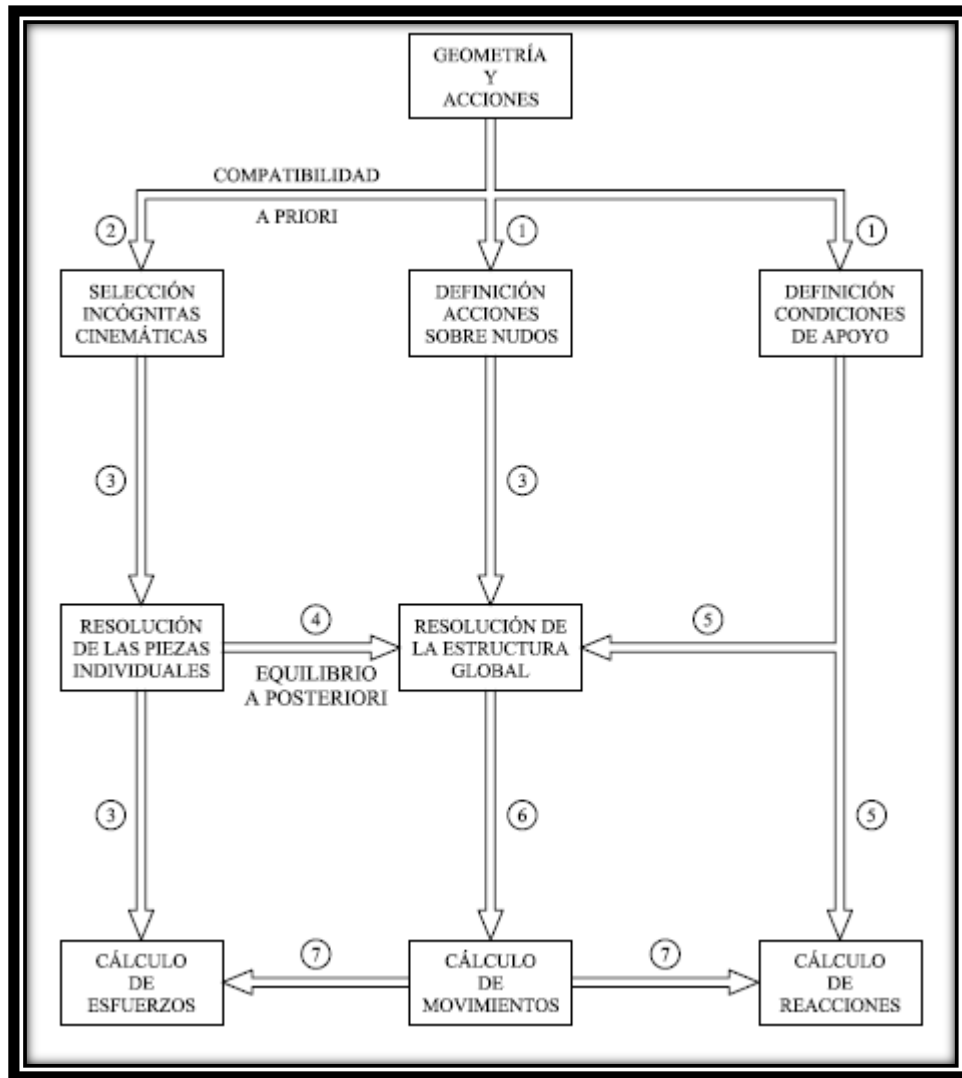 GEOMETRÍA
Y
ACCIONES
COMPATIBILIDAD
A PRIORI
2
1
1
SELECCIÓN
INCÓGNITAS
CINEMÁTICAS
DEFINICIÓN
ACCIONES
SOBRE NUDOS
DEFINICIÓN
CONDICIONES
DE APOYO
3
3
RESOLUCIÓN
DE LAS PIEZAS
INDIVIDUALES
4
EQUILIBRIO
A POSTERIORI
RESOLUCIÓN DE
LA ESTRUCTURA
GLOBAL
5
3
6
5
CÁLCULO
DE
ESFUERZOS
7
CÁLCULO
DE
MOVIMIENTOS
7
CÁLCULO
DE
REACCIONES